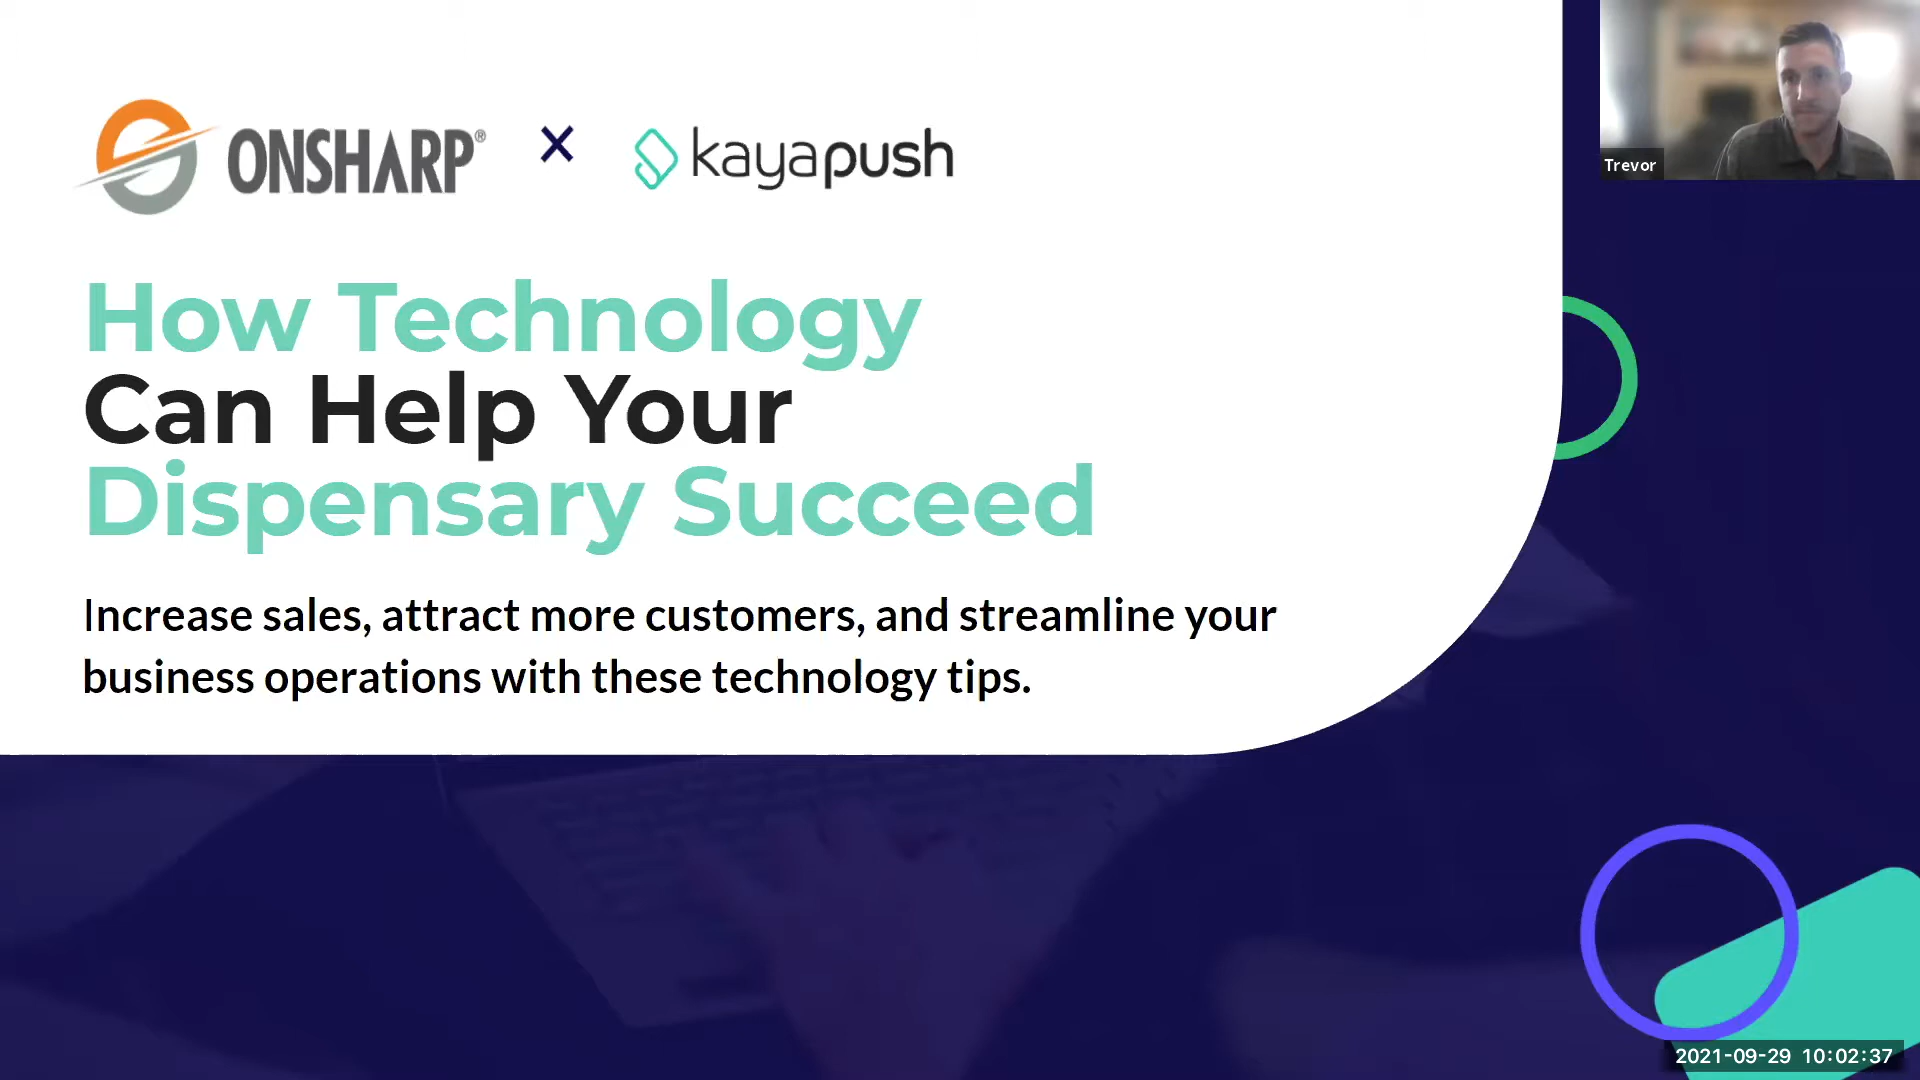 ONSHARP® X kayapush
Trevor
How Technology
Can Help Your
Dispensary Succeed
Increase sales, attract more customers, and streamline your
business operations with these technology tips.
2021-09-29 10:02:37